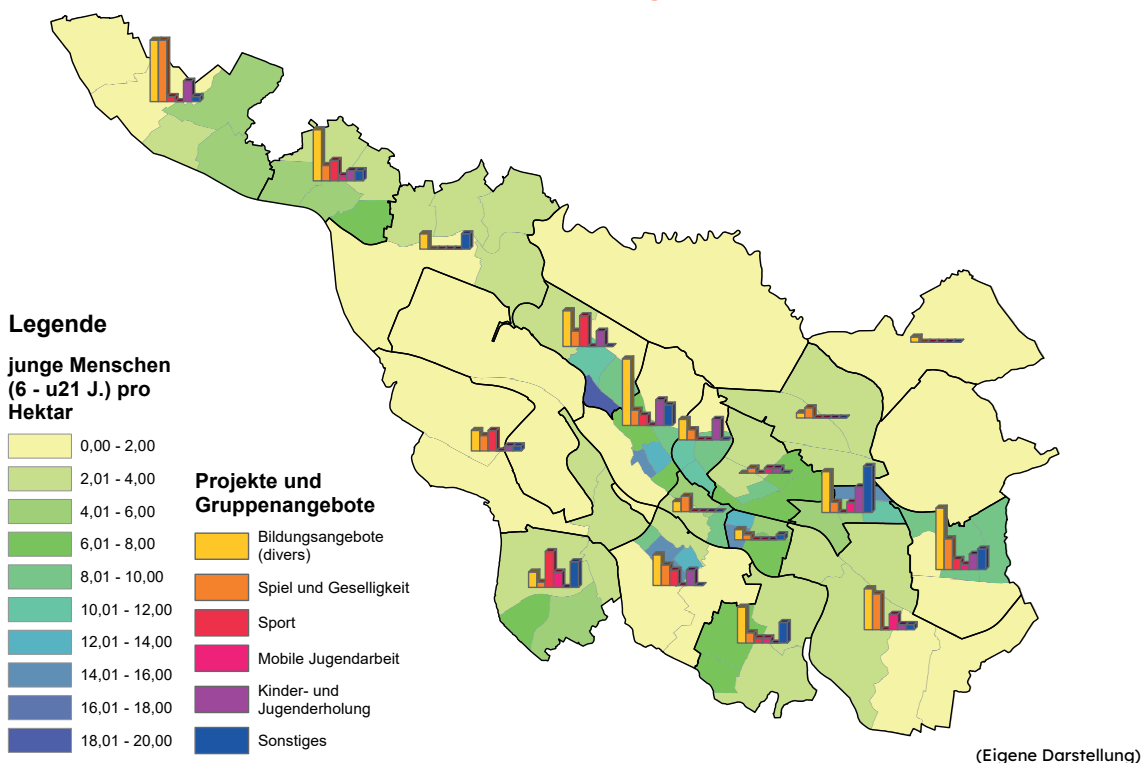 Legende
junge Menschen
(6 - u21 J.) pro
Hektar
0,00 - 2,00
2,01 - 4,00
4,01 - 6,00
6,01 - 8,00
8,01 - 10,00
10,01 - 12,00
12,01 - 14,00
14,01 - 16,00
16,01 - 18,00
18,01 - 20,00
Projekte und
Gruppenangebote
Bildungsangebote
(divers)
Spiel und Geselligkeit
Sport
Mobile Jugendarbeit
Kinder- und
Jugenderholung
Sonstiges
(Eigene Darstellung)